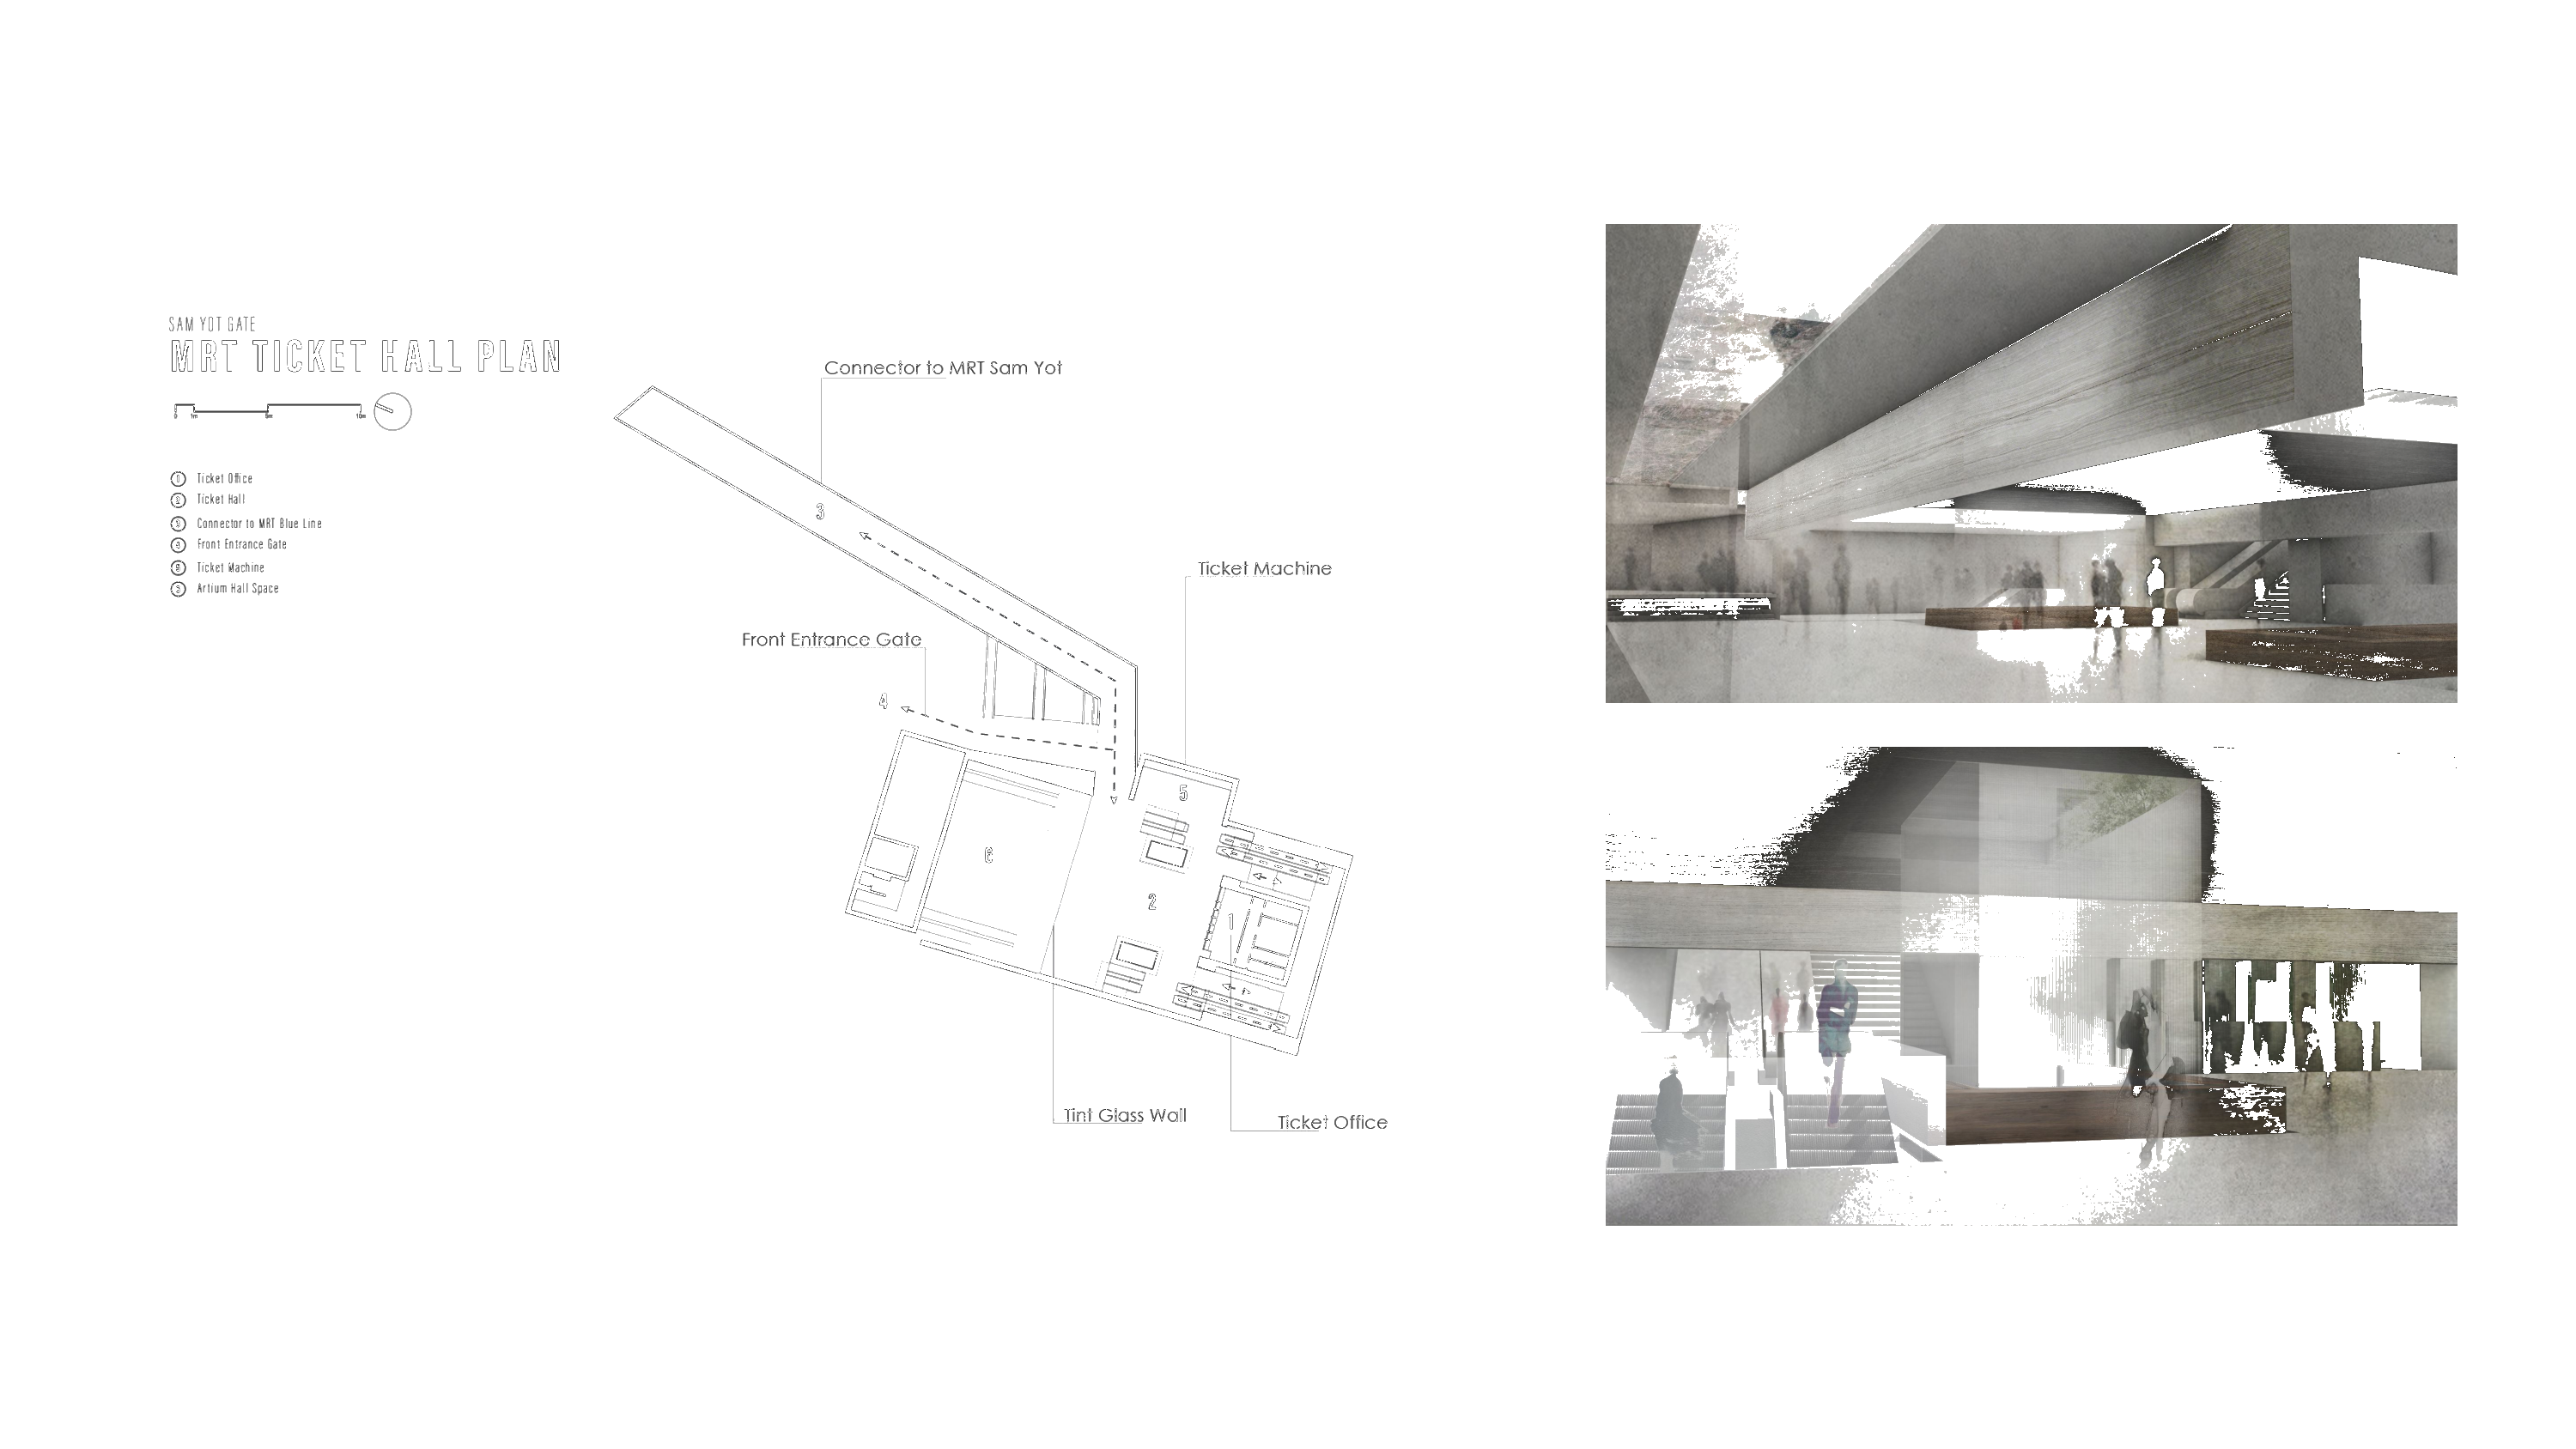 SAM YOT GATE
MRT TICKET HALL PLAN
0 1m 5m 10m
1 Ticket Office
2 Ticket Hall
3 Connector to MRT Blue Line
4 Front Entrance Gate
5 Ticket Machine
Artium Hall Space
Connector to MRT Sam Yot
3
Ticket Machine
Front Entrance Gate
4
5
6
2
1
Tint Glass Wall
Ticket Office